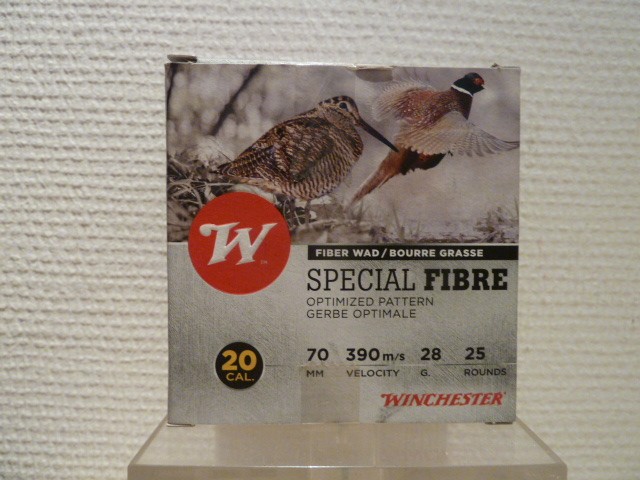 W
FIBER WAD / BOURRE GRASSE
SPECIAL FIBRE
OPTIMIZED PATTERN
GERBE OPTIMALE
20 CAL.
70 MM
390 m/s VELOCITY
28 G.
25 ROUNDS
WINCHESTER